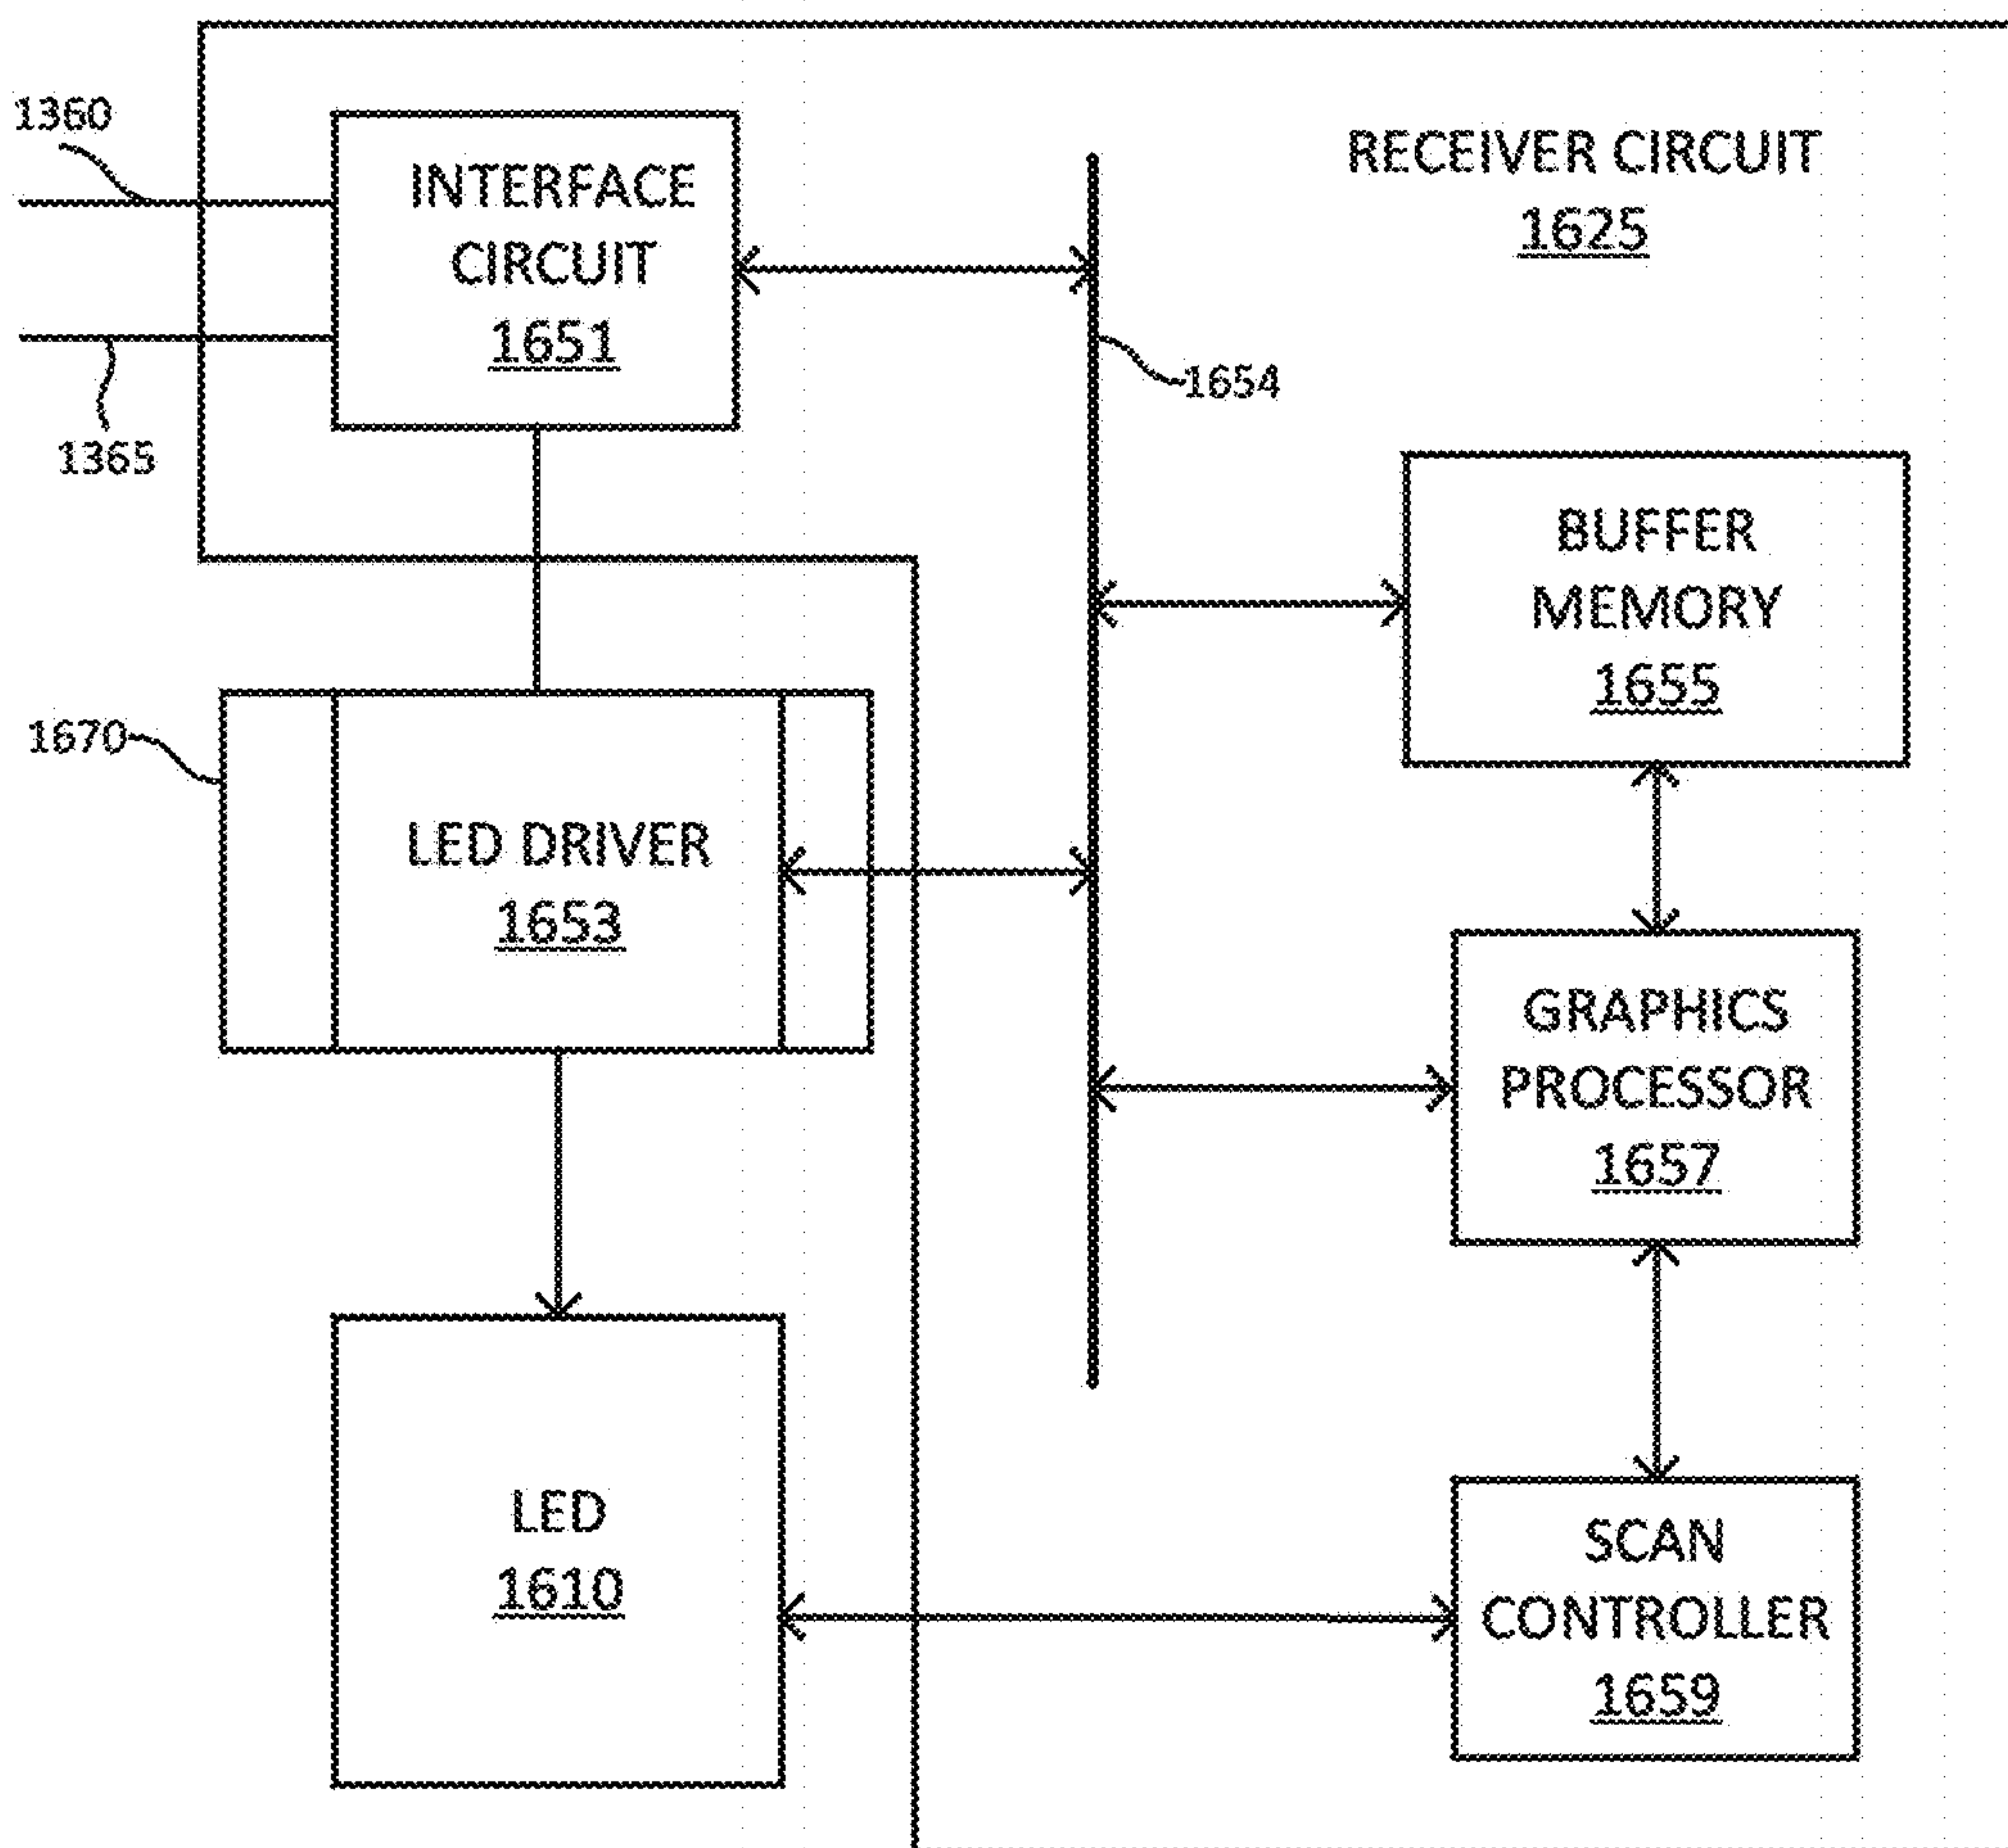 1360
INTERFACE
CIRCUIT
1651
RECEIVER CIRCUIT
1625
1365
1654
BUFFER
MEMORY
1655
1670
LED DRIVER
1653
GRAPHICS
PROCESSOR
1657
LED
1610
SCAN
CONTROLLER
1659